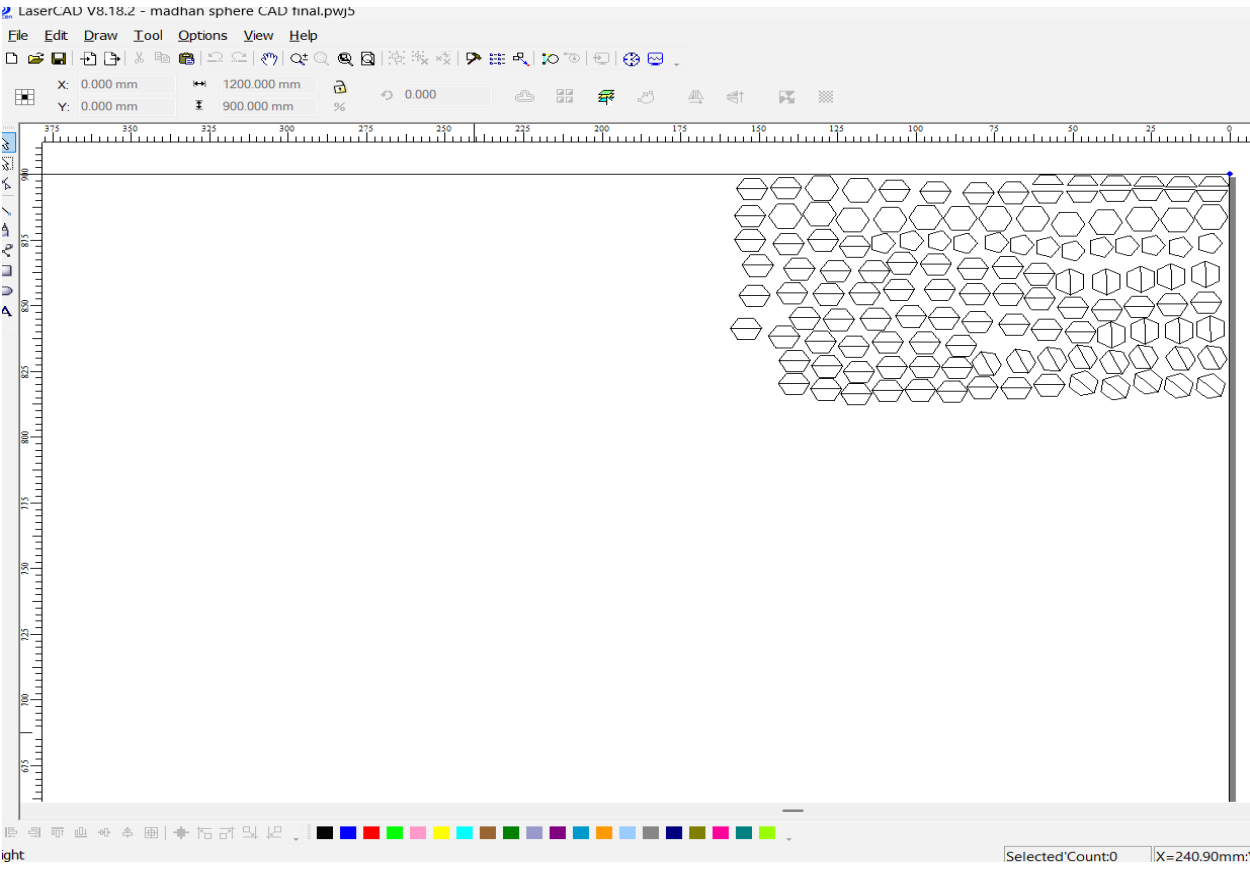 LaserCAD V8.18.2 - madhan sphere CAD final.pwj5
File Edit Draw Tool Options View Help
X: 0.000 mm 1200.000 mm 0.000
Y: 0.000 mm 900.000 mm %
375 350 325 300 275 250 225 200 175 150 125 100 75 50 25 0
900
875
850
825
800
775
750
725
700
675
A
ight
Selected'Count:0 X=240.90mm: